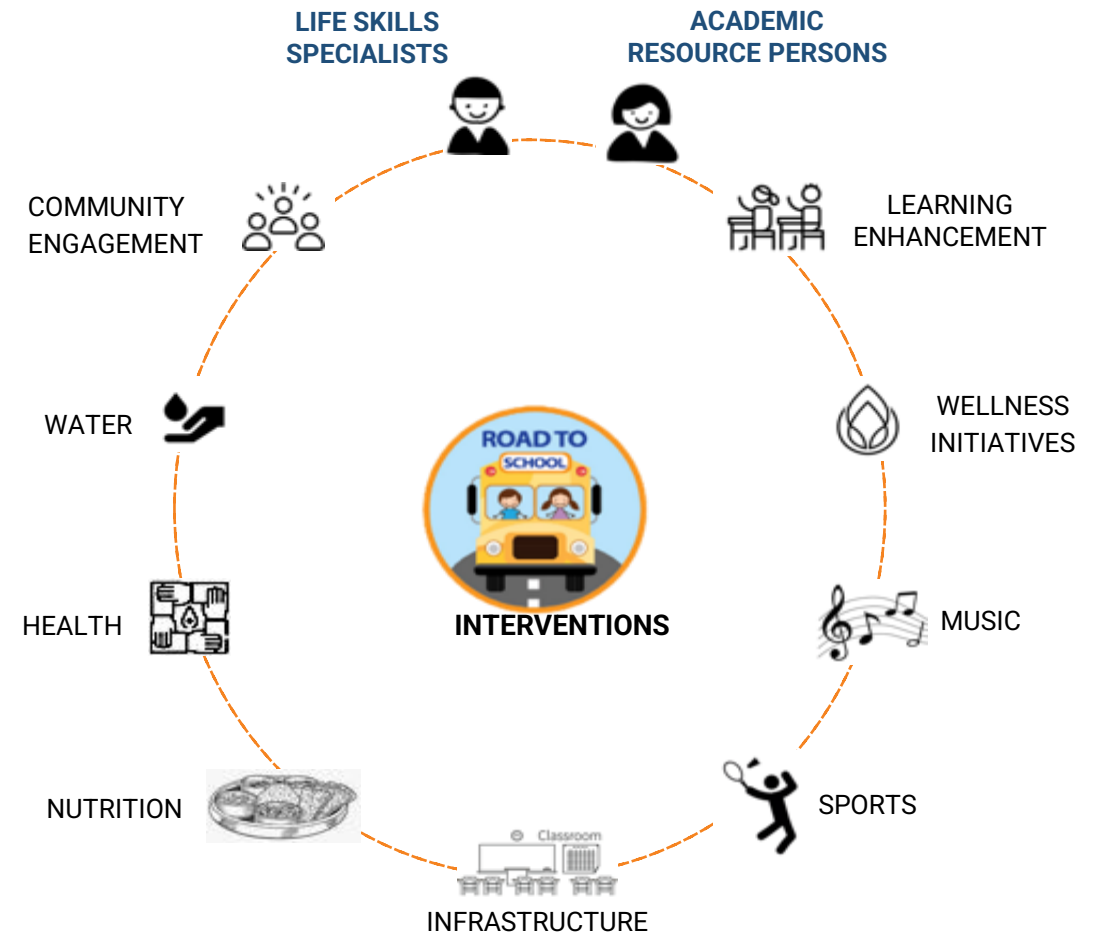 LIFE SKILLS
SPECIALISTS
ACADEMIC
RESOURCE PERSONS
COMMUNITY
ENGAGEMENT
LEARNING
ENHANCEMENT
WATER
WELLNESS
INITIATIVES
ROAD TO
SCHOOL
INTERVENTIONS
HEALTH
MUSIC
NUTRITION
SPORTS
Classroom
INFRASTRUCTURE